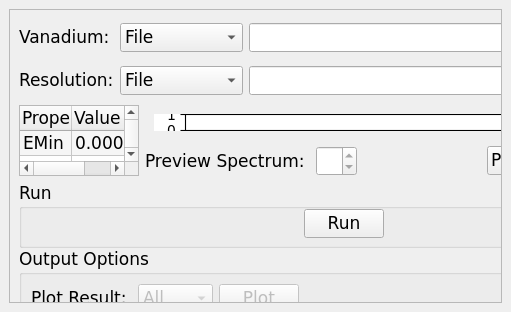 Vanadium: File
Resolution: File
Prope Value
EMin 0.000
1
0
Preview Spectrum: P
Run
Run
Output Options
Plot Result: All Plot